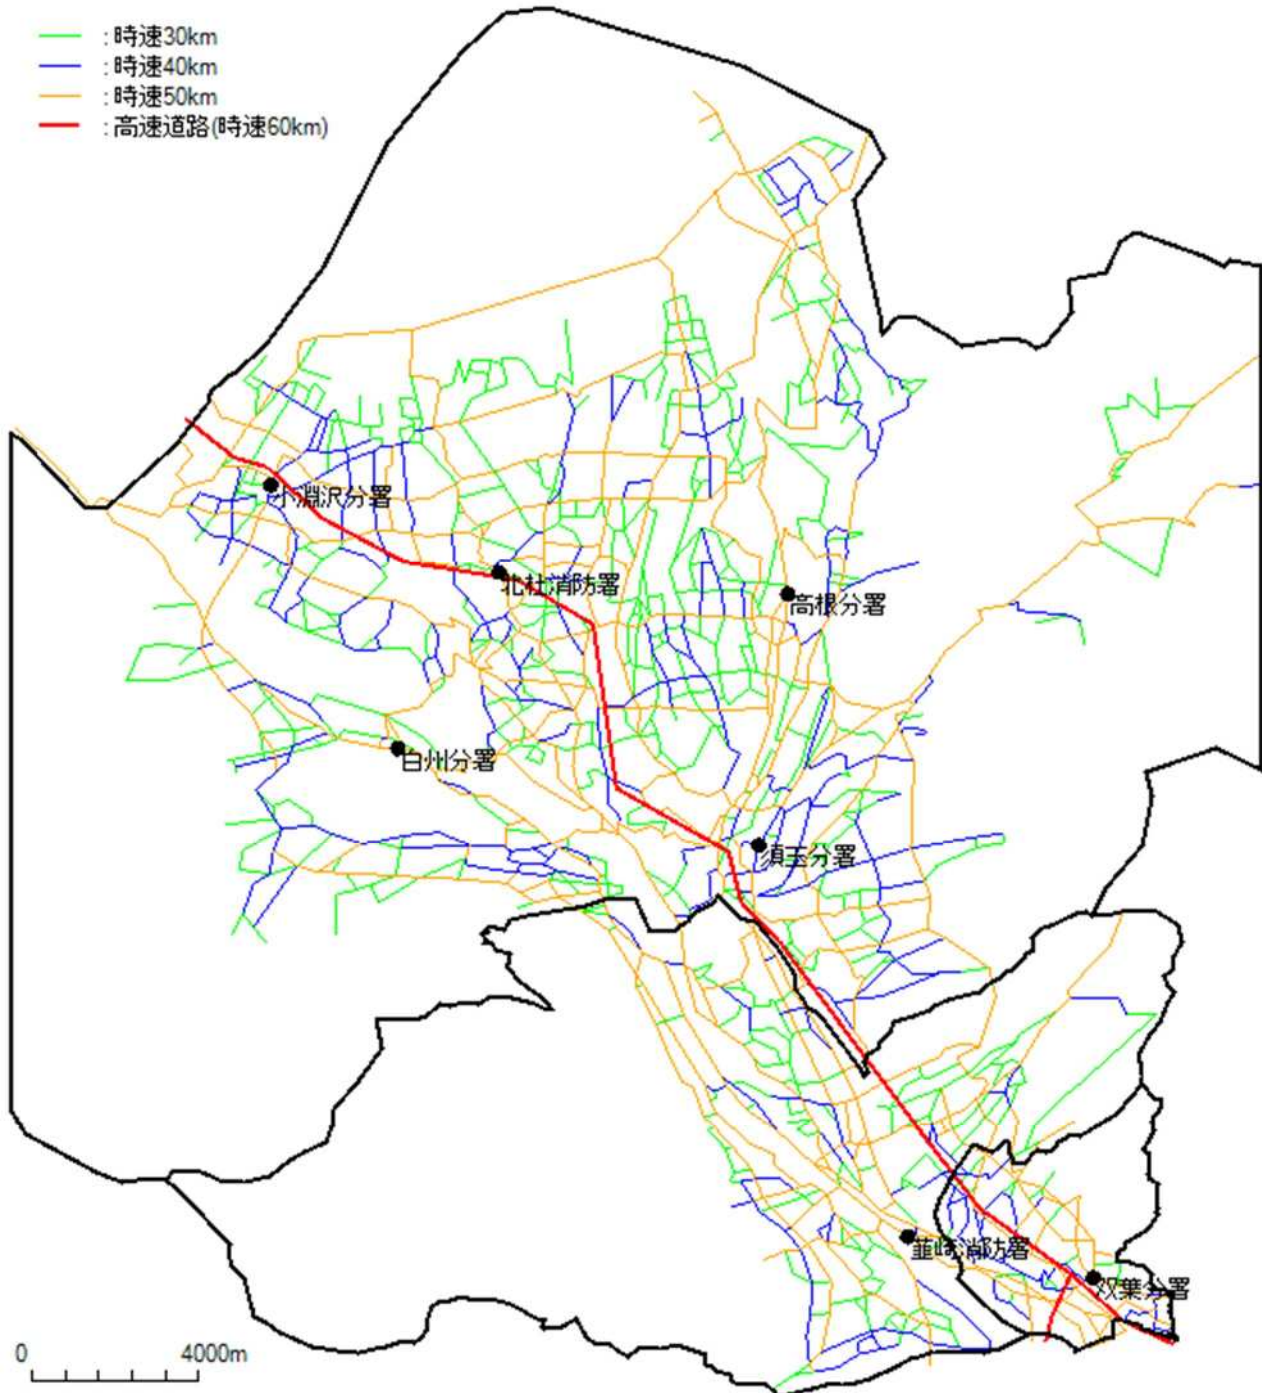 : 時速30km
: 時速40km
: 時速50km
: 高速道路(時速60km)
小淵沢分署
北杜消防署
高根分署
白州分署
須玉分署
韮崎消防署
双葉分署
0 4000m